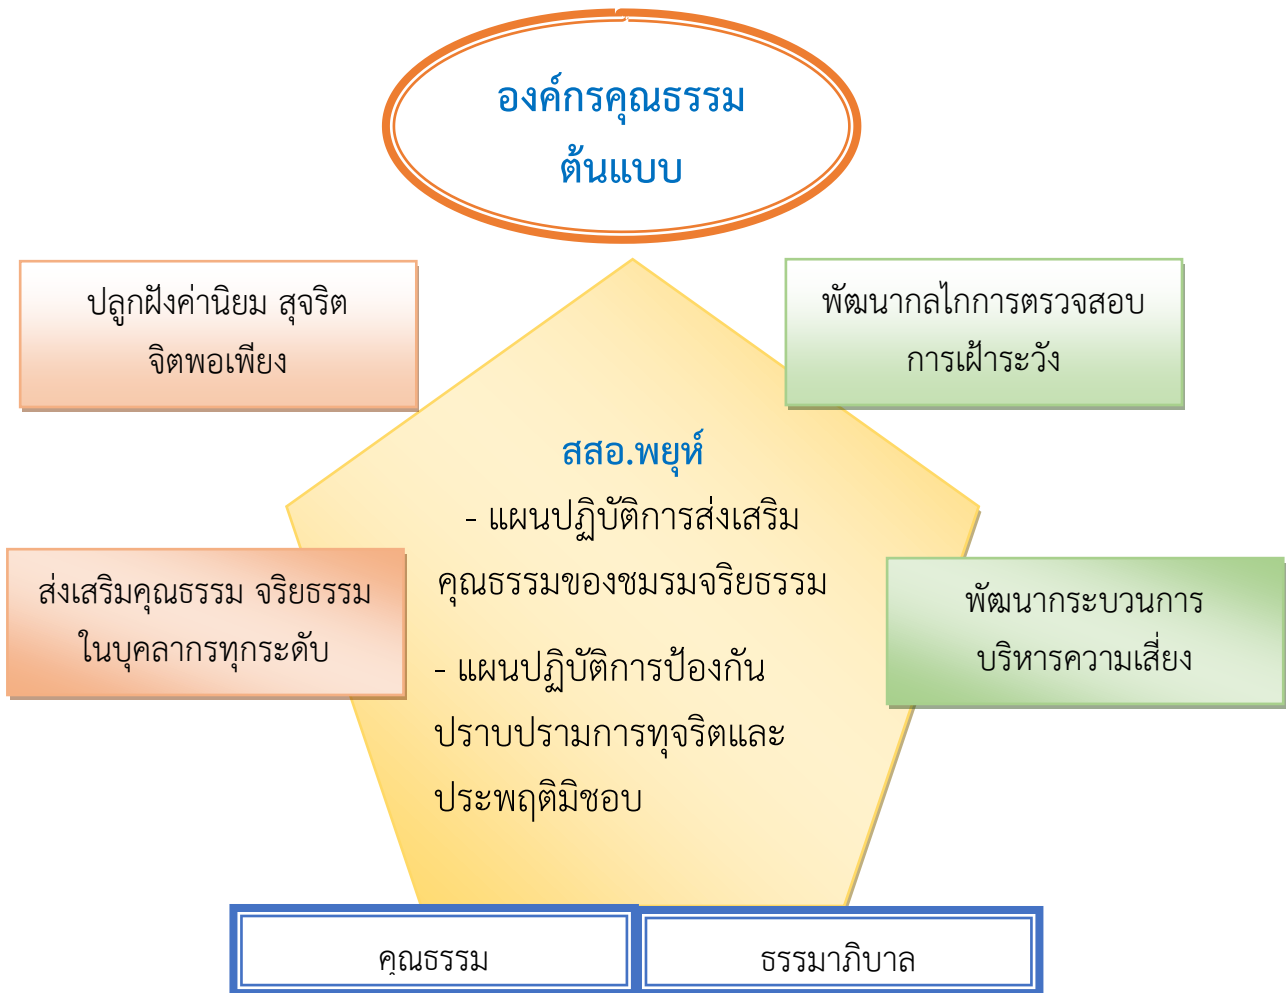 องค์กรคุณธรรม
ต้นแบบ
ปลูกฝังค่านิยม สุจริต
จิตพอเพียง
พัฒนากลไกการตรวจสอบ
การเฝ้าระวัง
สสอ.พยุห์
- แผนปฏิบัติการส่งเสริม
คุณธรรมของชมรมจริยธรรม
- แผนปฏิบัติการป้องกัน
ปราบปรามการทุจริตและ
ประพฤติมิชอบ
ส่งเสริมคุณธรรม จริยธรรม
ในบุคลากรทุกระดับ
พัฒนากระบวนการ
บริหารความเสี่ยง
คุณธรรม
ธรรมาภิบาล